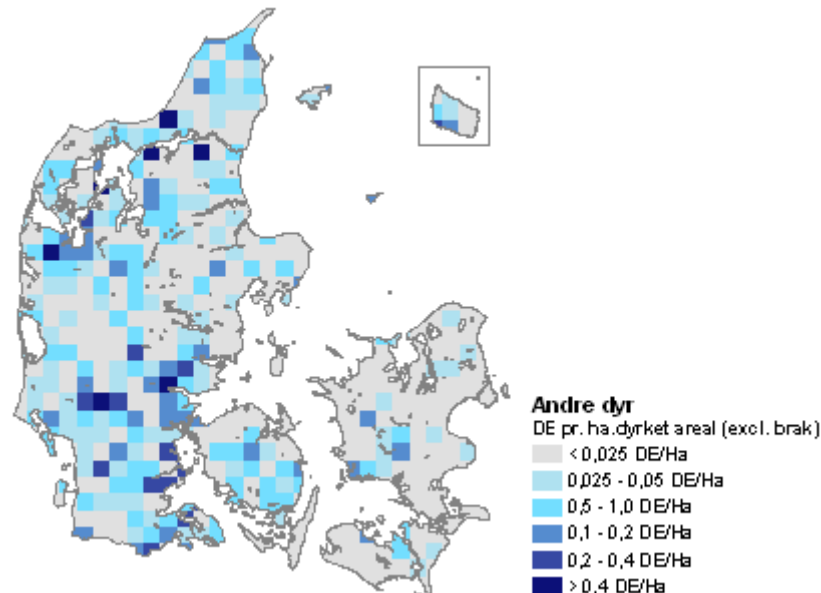 Andre dyr
DE pr. ha.dyrket areal (excl. brak)
<0,025 DE/Ha
0,025 - 0,05 DE/Ha
0,5 - 1,0 DE/Ha
0,1 - 0,2 DE/Ha
0,2 - 0,4 DE/Ha
>0,4 DE/Ha